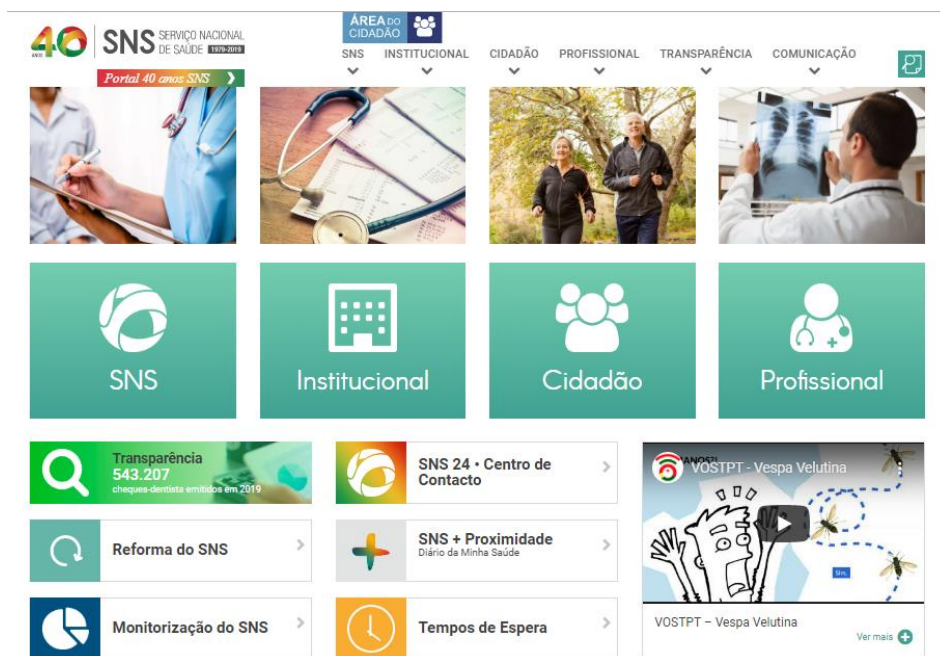 40
ANOS
SNS
SERVIÇO NACIONAL
DE SAÚDE 1979-2019
Portal 40 anos SNS
ÁREA DO
CIDADÃO
SNS INSTITUCIONAL CIDADÃO PROFISSIONAL TRANSPARÊNCIA COMUNICAÇÃO
SNS
Institucional
Cidadão
Profissional
Transparência
543.207
cheques-dentista emitidos em 2019
SNS 24 • Centro de
Contacto
Reforma do SNS
SNS + Proximidade
Diário da Minha Saúde
Monitorização do SNS
Tempos de Espera
VOSTPT - Vespa Velutina
Sim.
VOSTPT – Vespa Velutina
Ver mais